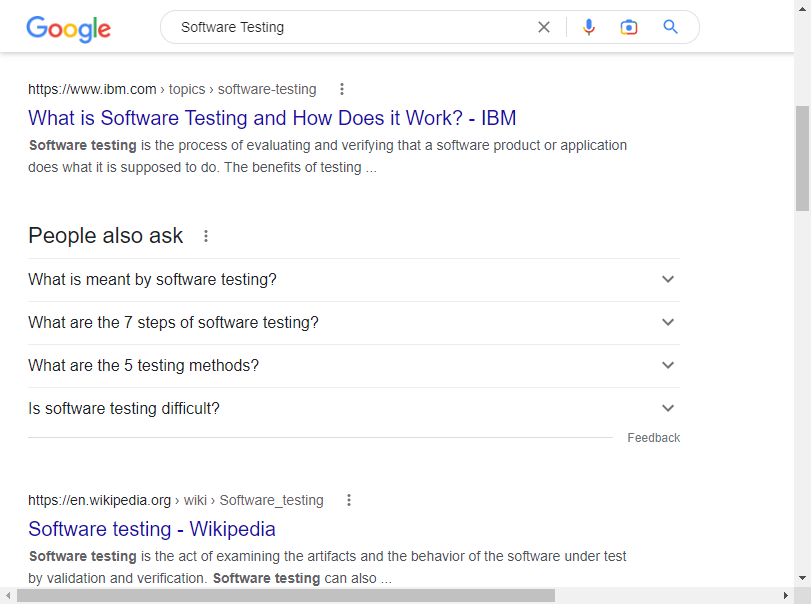 Google
Software Testing
https://www.ibm.com › topics › software-testing
What is Software Testing and How Does it Work? - IBM
Software testing is the process of evaluating and verifying that a software product or application
does what it is supposed to do. The benefits of testing ...
People also ask
What is meant by software testing?
What are the 7 steps of software testing?
What are the 5 testing methods?
Is software testing difficult?
Feedback
https://en.wikipedia.org › wiki › Software_testing
Software testing - Wikipedia
Software testing is the act of examining the artifacts and the behavior of the software under test
by validation and verification. Software testing can also ...